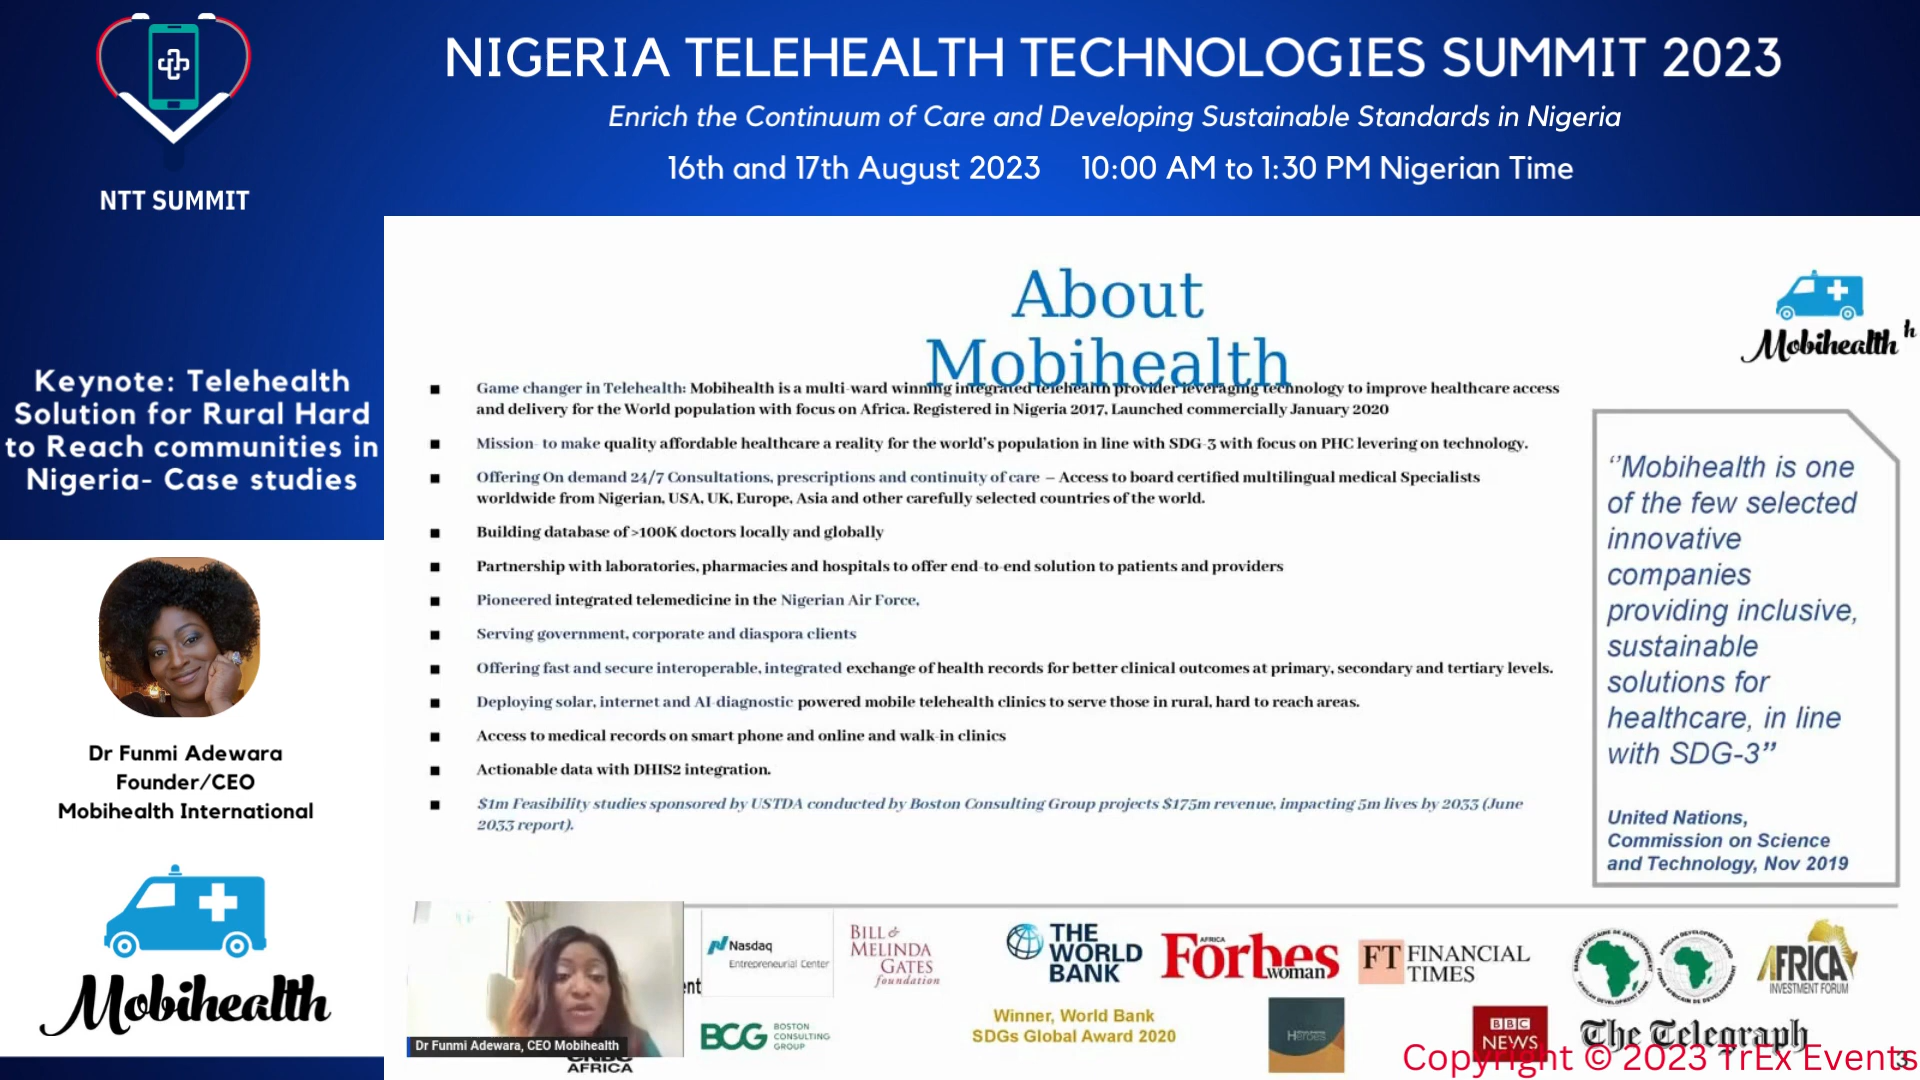 NIGERIA TELEHEALTH TECHNOLOGIES SUMMIT 2023
Enrich the Continuum of Care and Developing Sustainable Standards in Nigeria
16th and 17th August 2023 10:00 AM to 1:30 PM Nigerian Time
NTT SUMMIT
Keynote: Telehealth
Solution for Rural Hard
to Reach communities in
Nigeria- Case studies
Dr Funmi Adewara
Founder/CEO
Mobihealth International
Mobihealth
About
Mobihealth
Mobihealth
h
Game changer in Telehealth: Mobihealth is a multi-ward winning integrated telehealth provider leveraging technology to improve healthcare access
and delivery for the World population with focus on Africa. Registered in Nigeria 2017, Launched commercially January 2020
Mission- to make quality affordable healthcare a reality for the world's population in line with SDG-3 with focus on PHC levering on technology.
Offering On demand 24/7 Consultations, prescriptions and continuity of care – Access to board certified multilingual medical Specialists
worldwide from Nigerian, USA, UK, Europe, Asia and other carefully selected countries of the world.
Building database of >100K doctors locally and globally
Partnership with laboratories, pharmacies and hospitals to offer end-to-end solution to patients and providers
Pioneered integrated telemedicine in the Nigerian Air Force,
Serving government, corporate and diaspora clients
Offering fast and secure interoperable, integrated exchange of health records for better clinical outcomes at primary, secondary and tertiary levels.
Deploying solar, internet and AI-diagnostic powered mobile telehealth clinics to serve those in rural, hard to reach areas.
Access to medical records on smart phone and online and walk-in clinics
Actionable data with DHIS2 integration.
$1m Feasibility studies sponsored by USTDA conducted by Boston Consulting Group projects $175m revenue, impacting 5m lives by 2033 (June
2033 report).
‘’Mobihealth is one
of the few selected
innovative
companies
providing inclusive,
sustainable
solutions for
healthcare, in line
with SDG-3”
United Nations,
Commission on Science
and Technology, Nov 2019
Dr Funmi Adewara, CEO Mobihealth
CNBC
AFRICA
ent
Nasdaq
Entrepreneurial Center
BILL &
MELINDA
GATES
foundation
THE
WORLD
BANK
AFRICA
Forbes
woman
FT FINANCIAL
TIMES
AFRICA
INVESTMENT FORUM
BCG
BOSTON
CONSULTING
GROUP
Winner, World Bank
SDGs Global Award 2020
Heroes
BBC
NEWS
The Telegraph
Copyright © 2023 TrEx Events
3